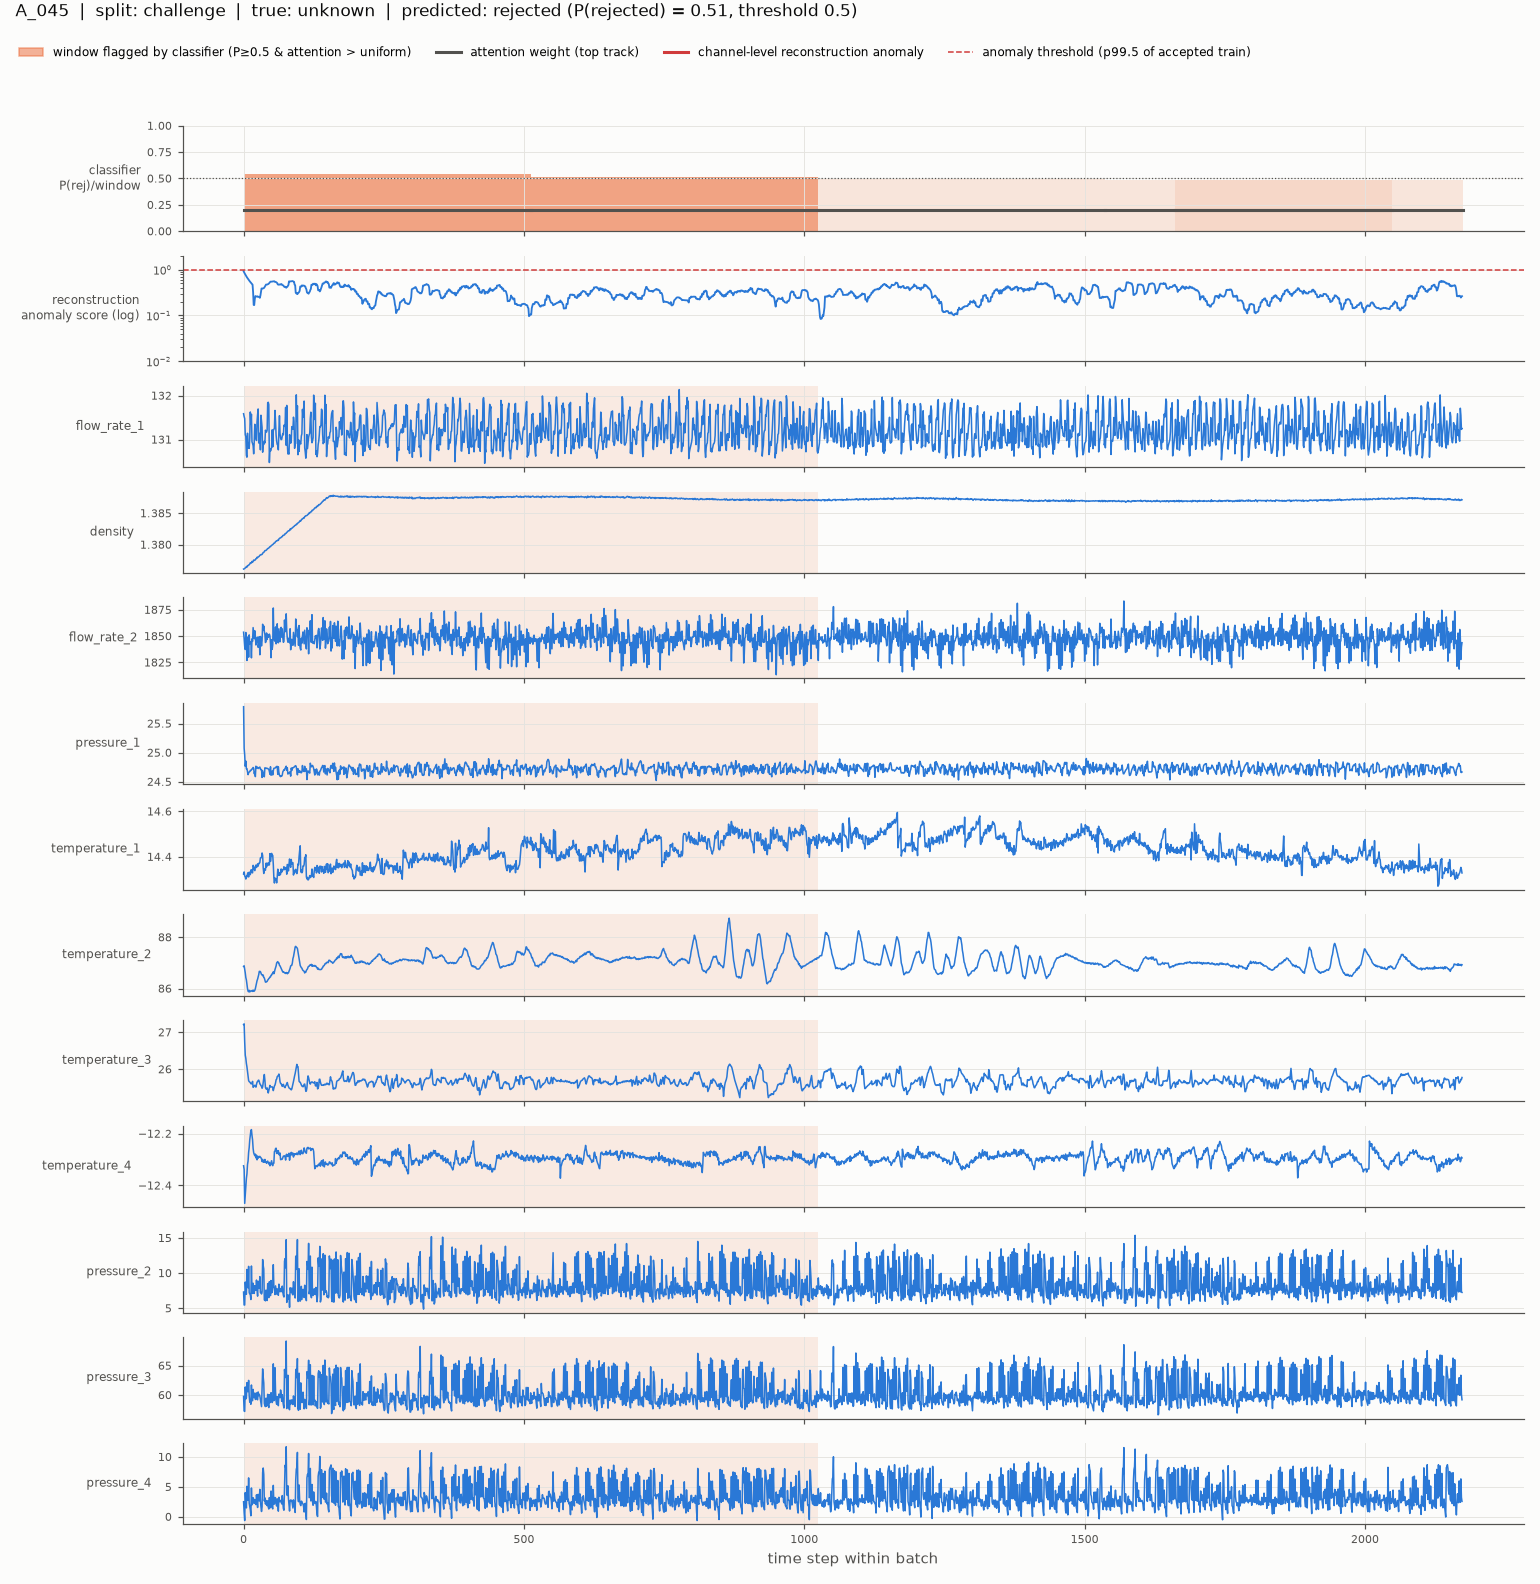 A_045 | split: challenge | true: unknown | predicted: rejected (P(rejected) = 0.51, threshold 0.5)
window flagged by classifier (P≥0.5 & attention > uniform)
attention weight (top track)
channel-level reconstruction anomaly
anomaly threshold (p99.5 of accepted train)
classifier
P(rej)/window
1.00
0.75
0.50
0.25
0.00
reconstruction
anomaly score (log)
10⁰
10⁻¹
10⁻²
flow_rate_1
132
131
density
1.385
1.380
flow_rate_2
1875
1850
1825
pressure_1
25.5
25.0
24.5
temperature_1
14.6
14.4
temperature_2
88
86
temperature_3
27
26
temperature_4
−12.2
−12.4
pressure_2
15
10
5
pressure_3
65
60
pressure_4
10
5
0
0
500
1000
1500
2000
time step within batch